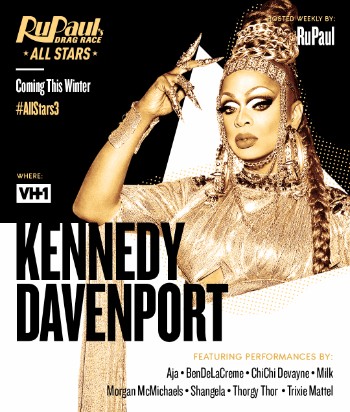 RuPaul's
DRAG RACE
★ ALL STARS ★
Coming This Winter
#AllStars3
HOSTED WEEKLY BY:
RuPaul
WHERE:
VH1
KENNEDY
DAVENPORT
FEATURING PERFORMANCES BY:
Aja • BenDeLaCreme • ChiChi Devayne • Milk
Morgan McMichaels • Shangela • Thorgy Thor • Trixie Mattel